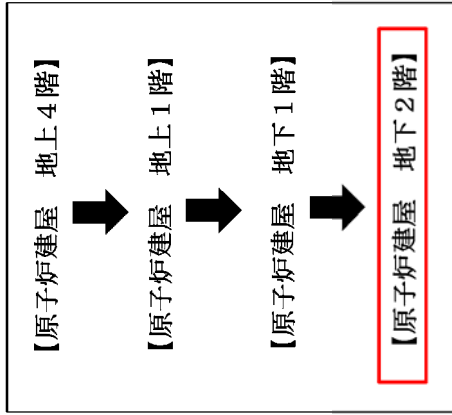 【原子炉建屋　地上4階】
【原子炉建屋　地上1階】
【原子炉建屋　地下1階】
【原子炉建屋　地下2階】